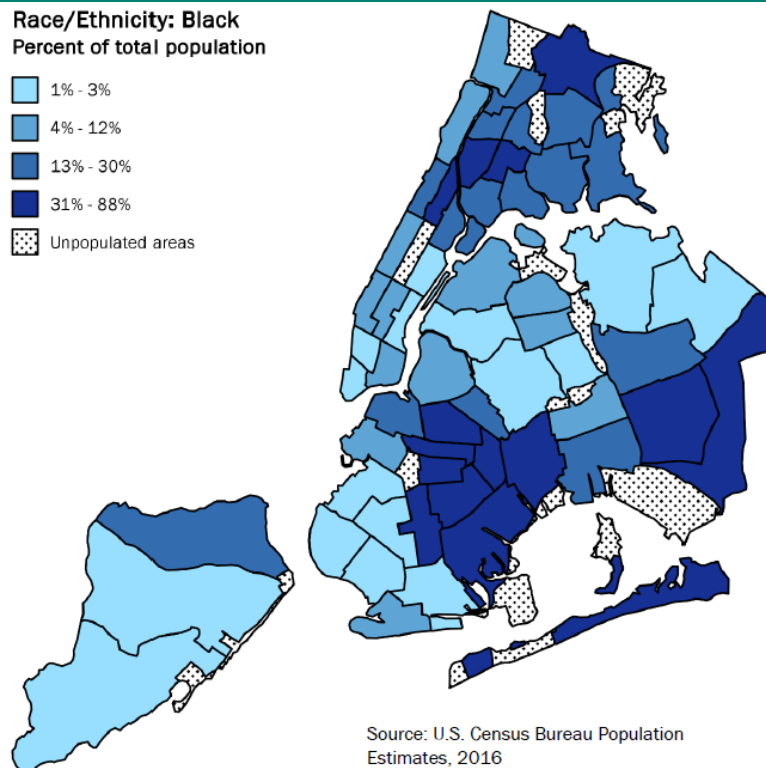 Race/Ethnicity: Black
Percent of total population
1% - 3%
4% - 12%
13% - 30%
31% - 88%
Unpopulated areas
Source: U.S. Census Bureau Population
Estimates, 2016